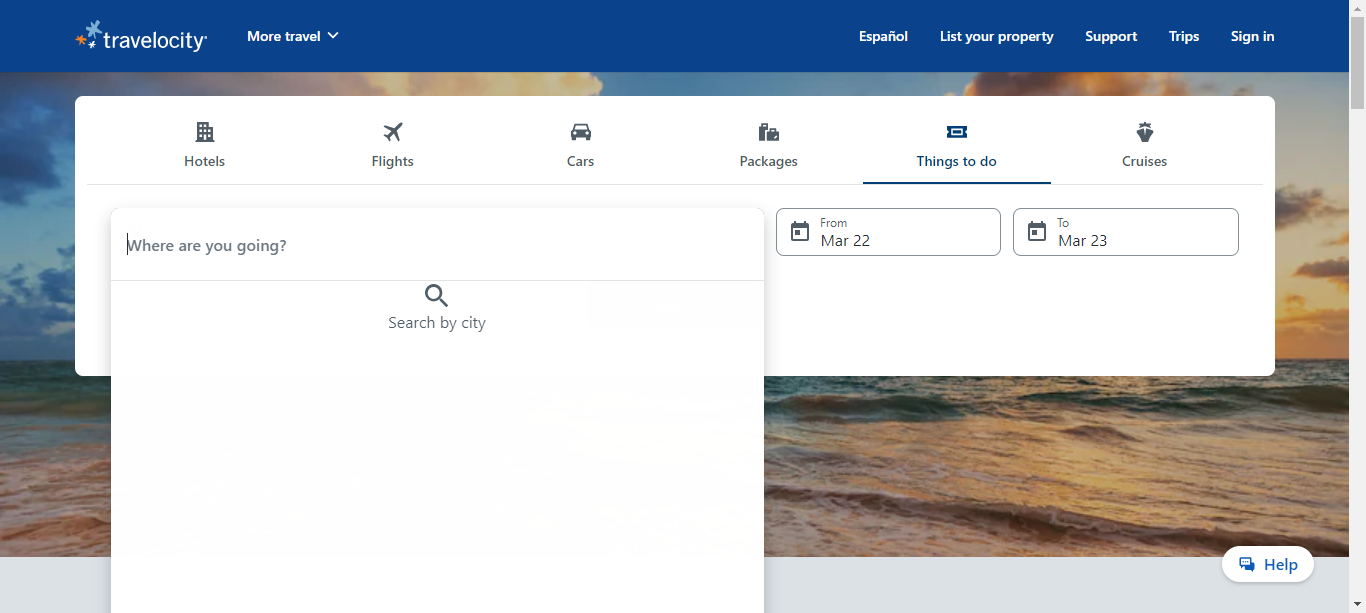 travelocity
More travel
Español
List your property
Support
Trips
Sign in
Hotels
Flights
Cars
Packages
Things to do
Cruises
Where are you going?
From
Mar 22
To
Mar 23
Search by city
Help